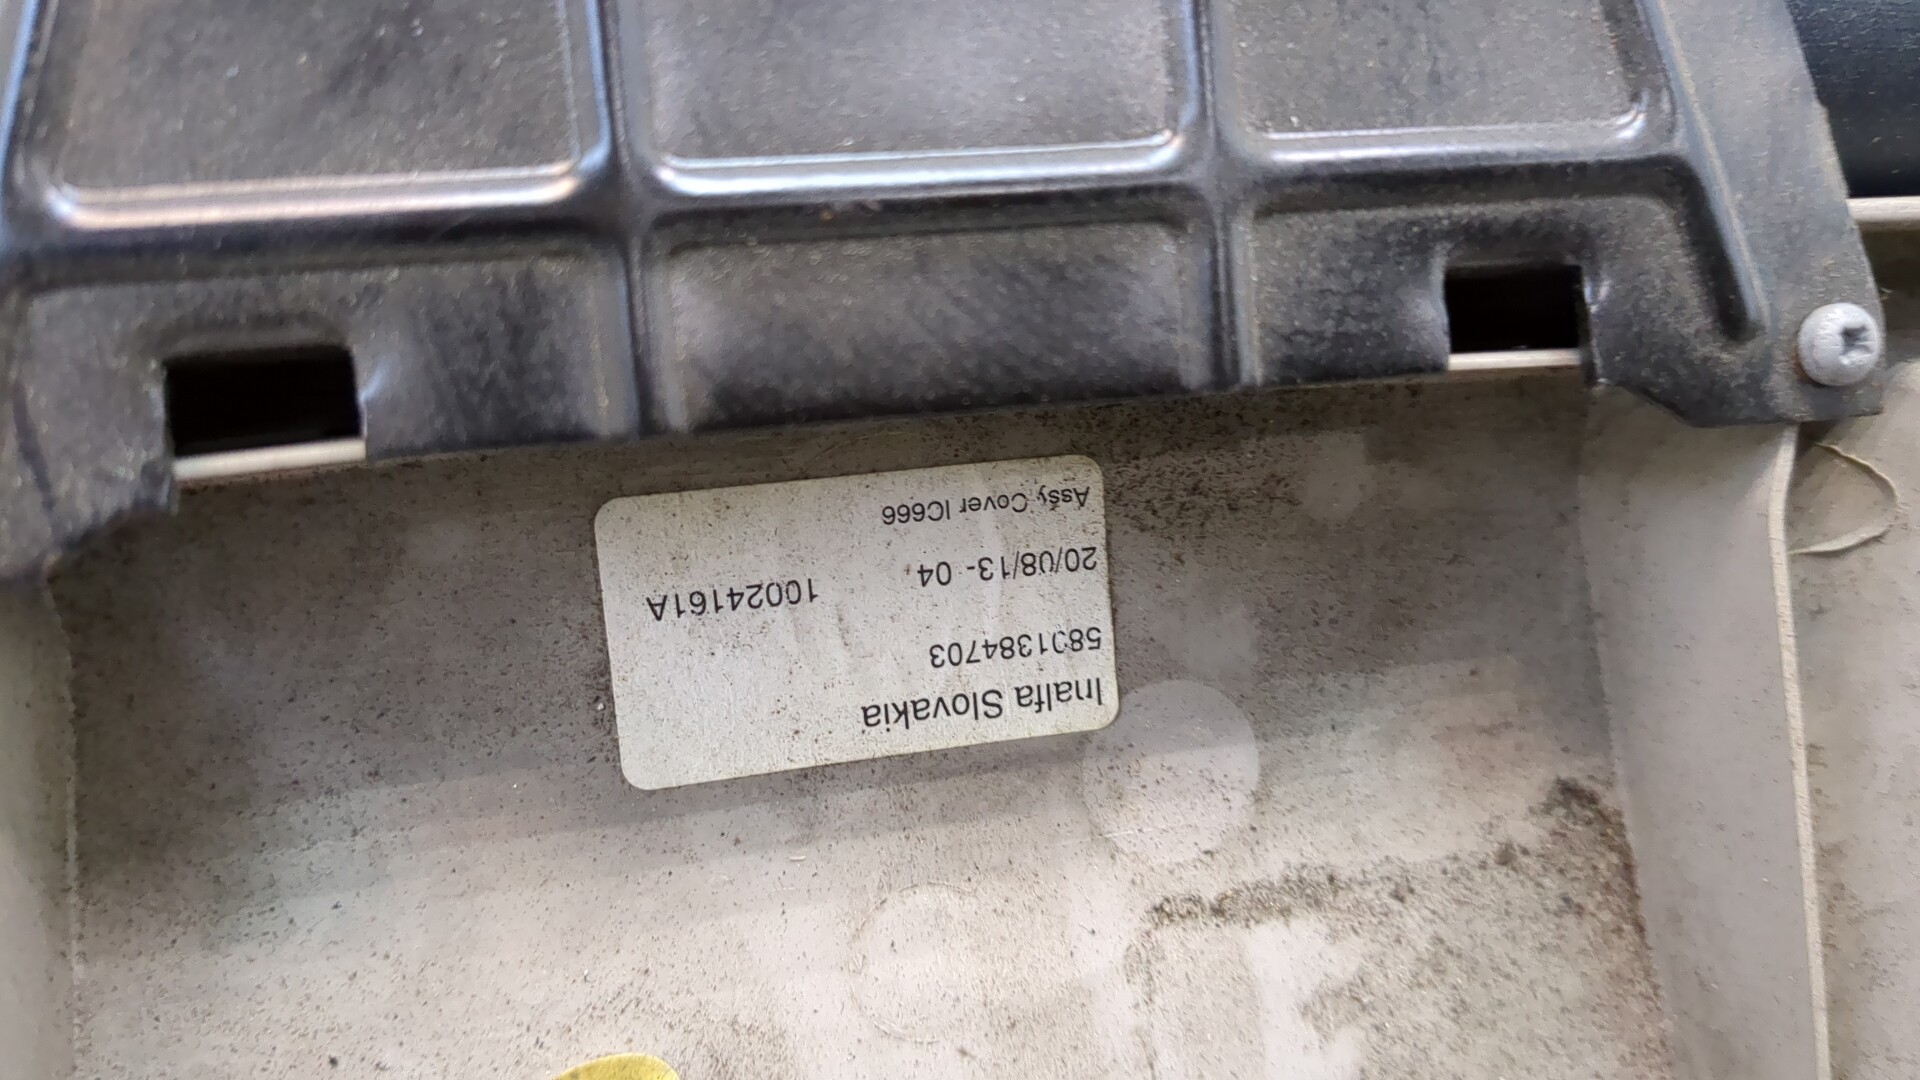 Inalfa Slovakia
5801384703
20/08/13- 04 10024161A
Assy, Cover IC666